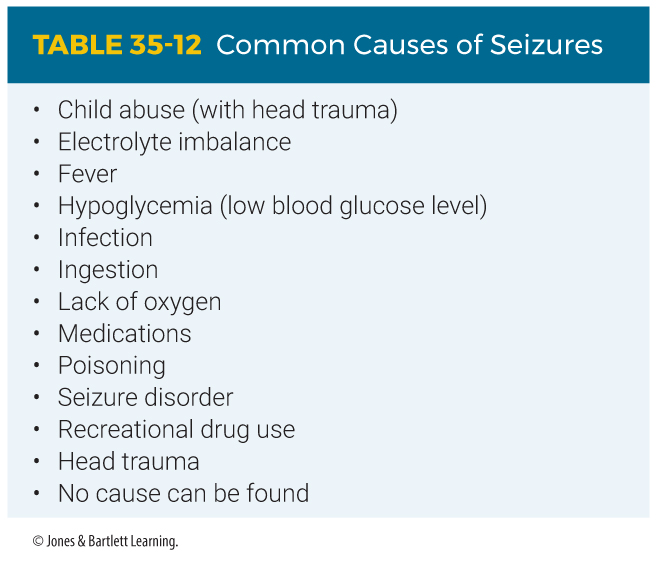 TABLE 35-12 Common Causes of Seizures
• Child abuse (with head trauma)
• Electrolyte imbalance
• Fever
• Hypoglycemia (low blood glucose level)
• Infection
• Ingestion
• Lack of oxygen
• Medications
• Poisoning
• Seizure disorder
• Recreational drug use
• Head trauma
• No cause can be found
© Jones & Bartlett Learning.